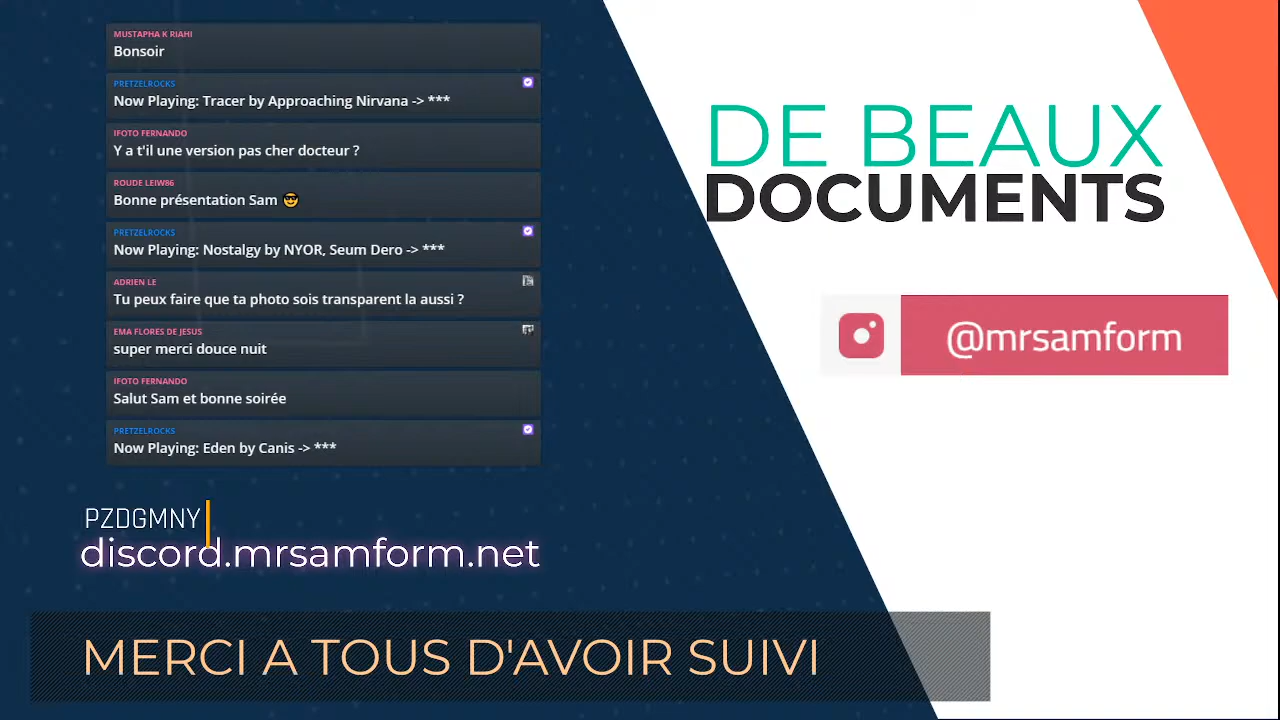 MUSTAPHA K RIAHI
Bonsoir
PRETZELROCKS
Now Playing: Tracer by Approaching Nirvana -> ***
IFOTO FERNANDO
Y a t'il une version pas cher docteur ?
ROUDE LEIW86
Bonne présentation Sam 😎
PRETZELROCKS
Now Playing: Nostalgy by NYOR, Seum Dero -> ***
ADRIEN LE
Tu peux faire que ta photo sois transparent la aussi ?
EMA FLORES DE JESUS
super merci douce nuit
IFOTO FERNANDO
Salut Sam et bonne soirée
PRETZELROCKS
Now Playing: Eden by Canis -> ***
PZDGMNY
discord.mrsamform.net
MERCI A TOUS D'AVOIR SUIVI
DE BEAUX
DOCUMENTS
@mrsamform